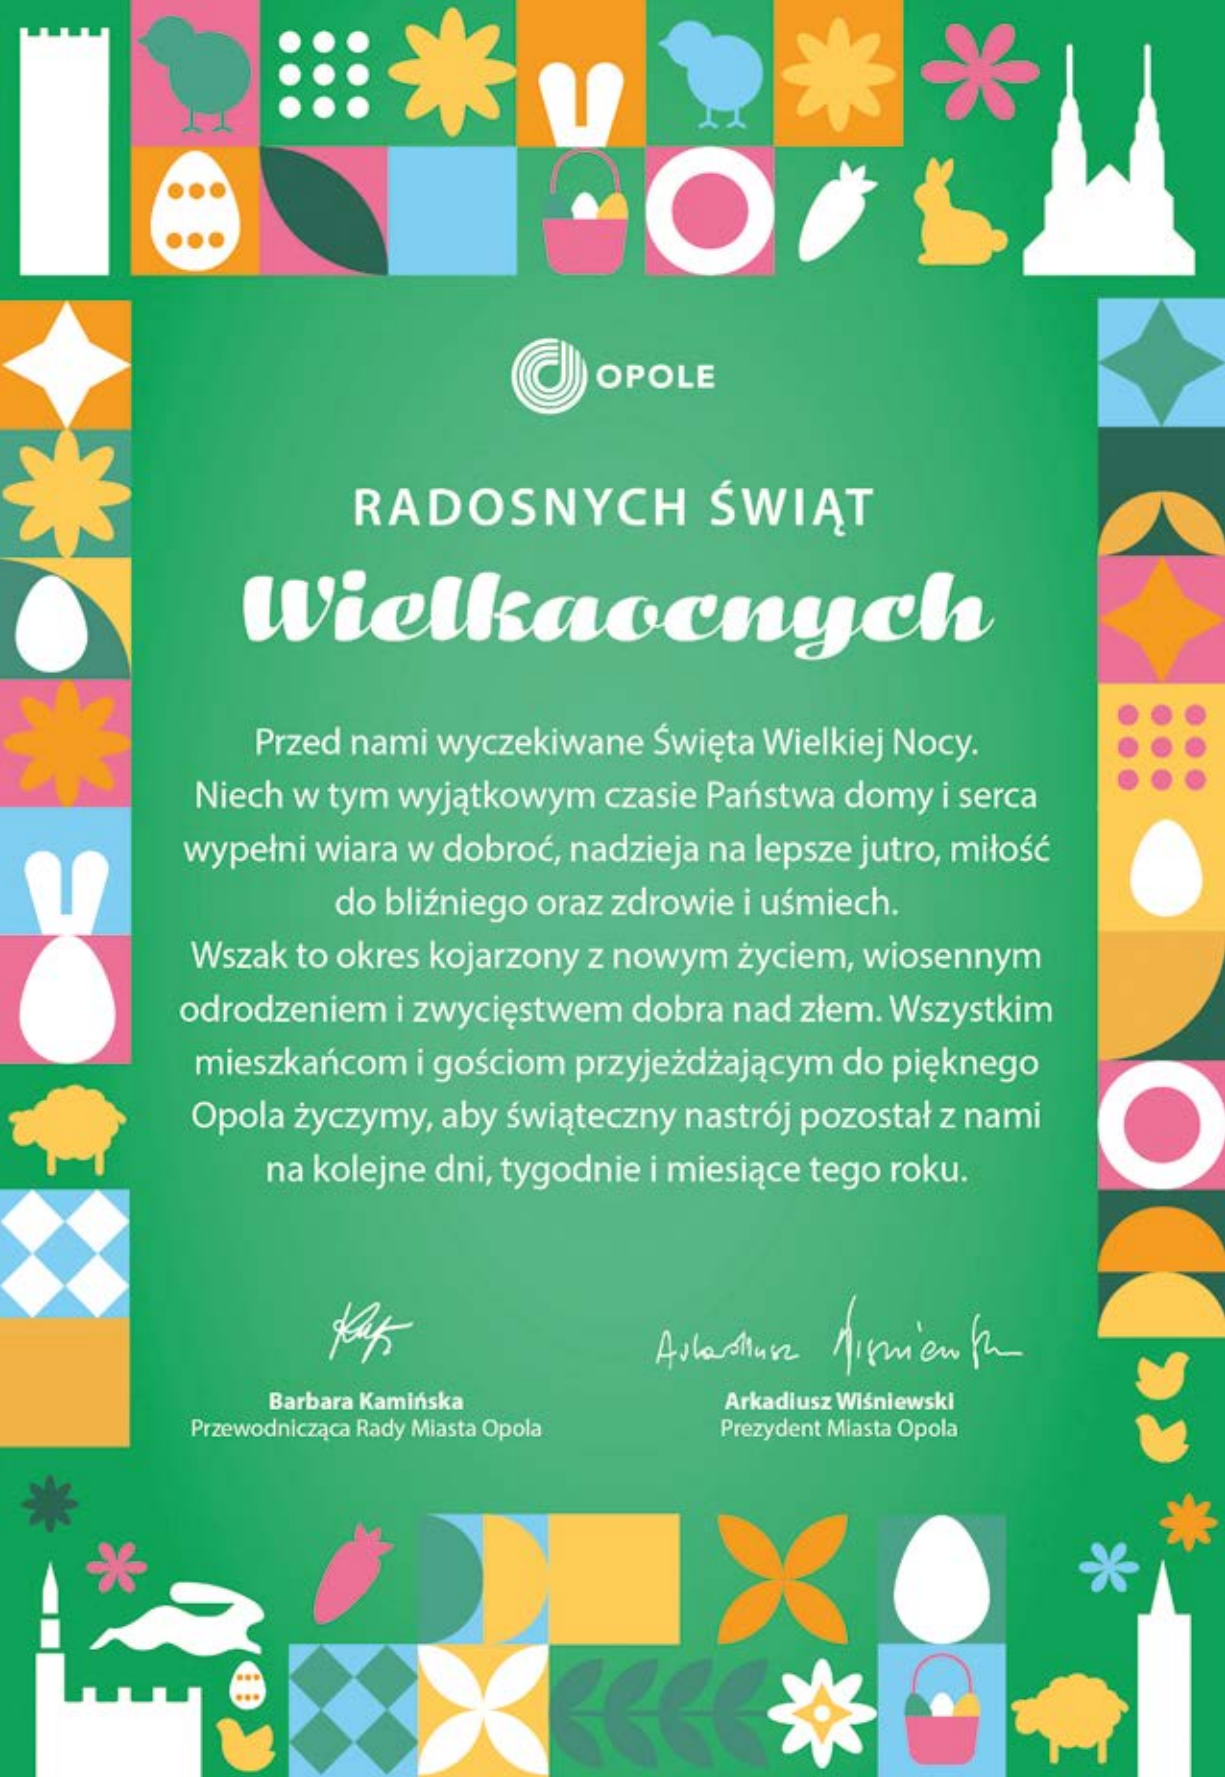 OPOLE
RADOSNYCH ŚWIĄT
Wielkaocnych
Przed nami wyczekiwane Święta Wielkiej Nocy.
Niech w tym wyjątkowym czasie Państwa domy i serca
wypełni wiara w dobroć, nadzieja na lepsze jutro, miłość
do bliźniego oraz zdrowie i uśmiech.
Wszak to okres kojarzony z nowym życiem, wiosennym
odrodzeniem i zwycięstwem dobra nad złem. Wszystkim
mieszkańcom i gościom przyjeżdżającym do pięknego
Opola życzymy, aby świąteczny nastrój pozostał z nami
na kolejne dni, tygodnie i miesiące tego roku.
Arkadiusz Wiśniewski
Barbara Kamińska
Przewodnicząca Rady Miasta Opola
Arkadiusz Wiśniewski
Prezydent Miasta Opola